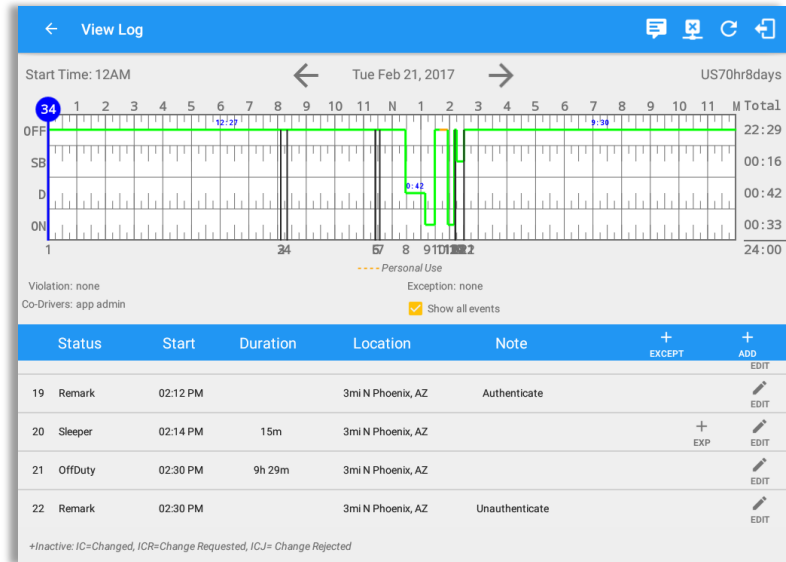 View Log
Start Time: 12AM Tue Feb 21, 2017 US70hr8days
34 1 2 3 4 5 6 7 8 9 10 11 N 1 2 3 4 5 6 7 8 9 10 11 M Total
12:27 9:30
OFF 22:29
SB 00:16
D 0:42 00:42
ON 00:33
1 8 24:00
Personal Use
Violation: none Exception: none
Co-Drivers: app admin Show all events
Status Start Duration Location Note + EXCEPT + ADD
EDIT
19 Remark 02:12 PM 3mi N Phoenix, AZ Authenticate EDIT
20 Sleeper 02:14 PM 15m 3mi N Phoenix, AZ + EXP EDIT
21 OffDuty 02:30 PM 9h 29m 3mi N Phoenix, AZ EDIT
22 Remark 02:30 PM 3mi N Phoenix, AZ Unauthenticate EDIT
+Inactive: IC=Changed, ICR=Change Requested, ICJ= Change Rejected